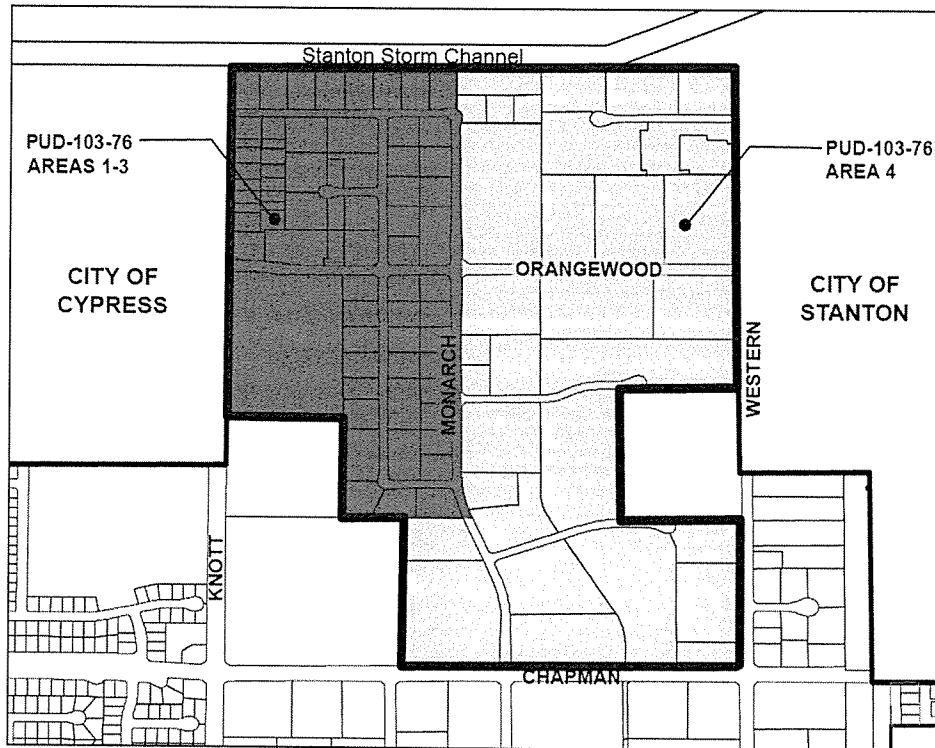 Stanton Storm Channel
PUD-103-76
AREAS 1-3
PUD-103-76
AREA 4
CITY OF
CYPRESS
ORANGEWOOD
CITY OF
STANTON
MONARCH
WESTERN
KNOTT
CHAPMAN